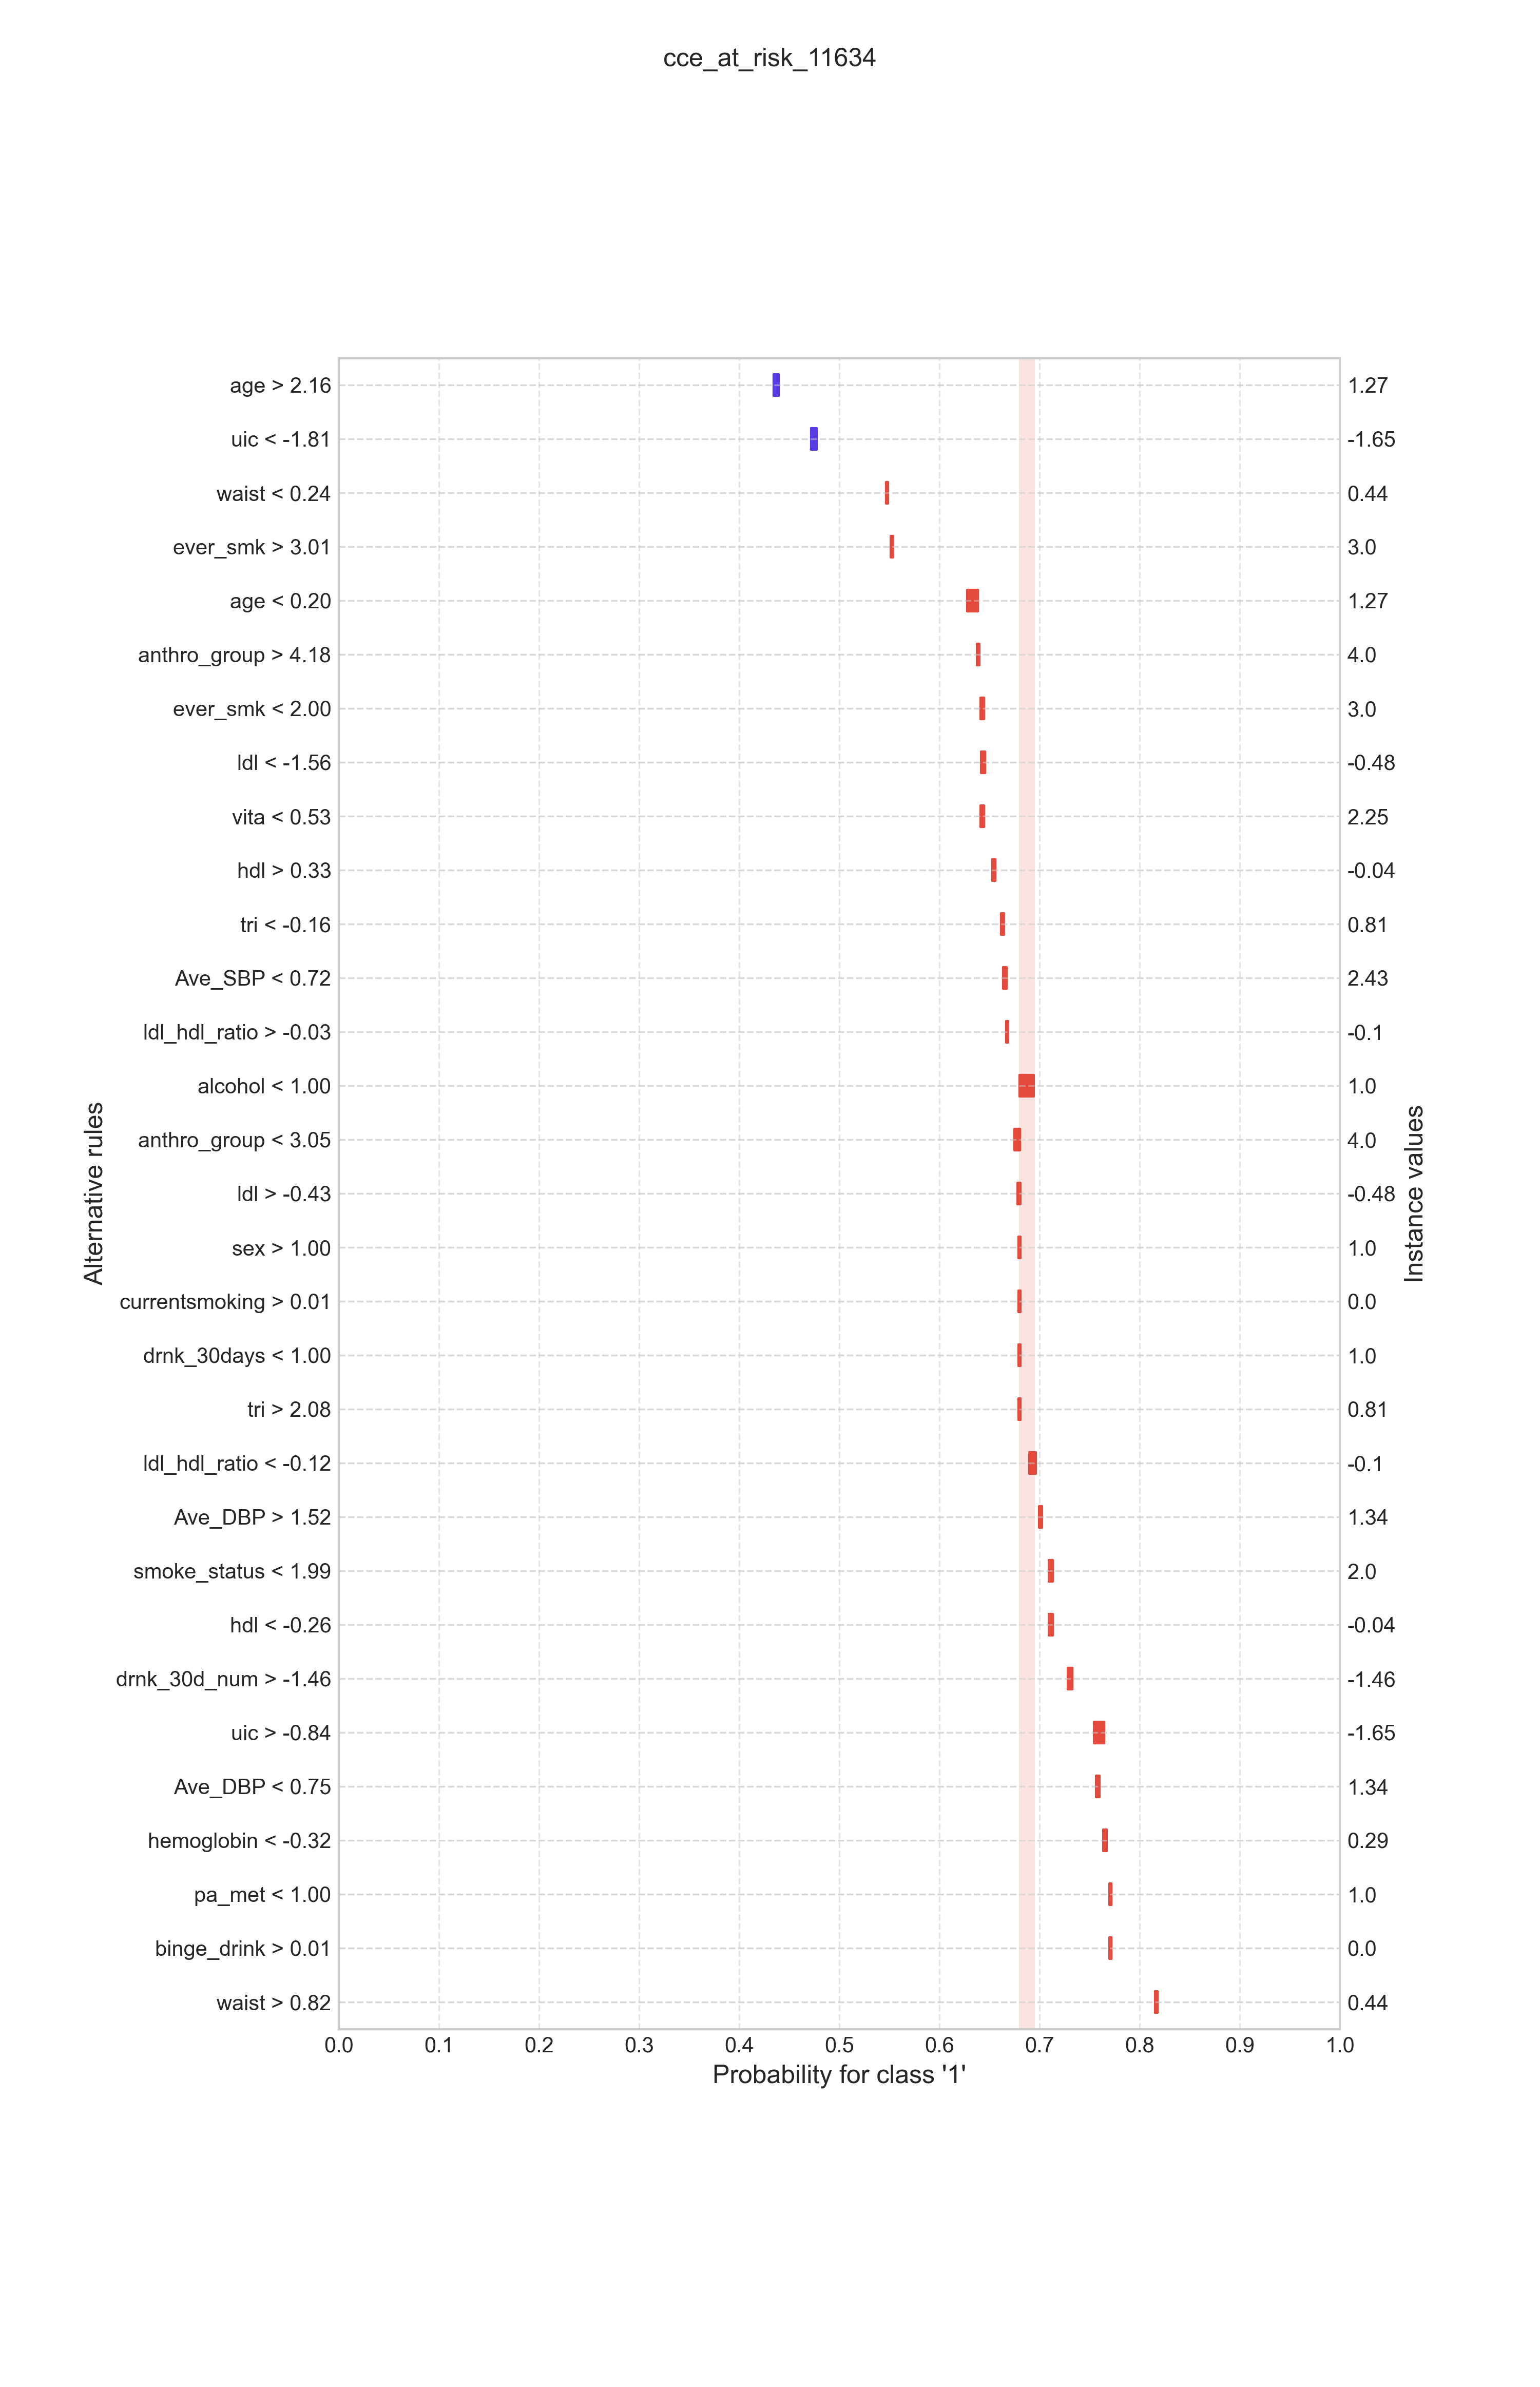 cce_at_risk_11634
age > 2.16 1.27
uic < -1.81 -1.65
waist < 0.24 0.44
ever_smk > 3.01 3.0
age < 0.20 1.27
anthro_group > 4.18 4.0
ever_smk < 2.00 3.0
ldl < -1.56 -0.48
vita < 0.53 2.25
hdl > 0.33 -0.04
tri < -0.16 0.81
Ave_SBP < 0.72 2.43
ldl_hdl_ratio > -0.03 -0.1
alcohol < 1.00 1.0
anthro_group < 3.05 4.0
ldl > -0.43 -0.48
sex > 1.00 1.0
currentsmoking > 0.01 0.0
drnk_30days < 1.00 1.0
tri > 2.08 0.81
ldl_hdl_ratio < -0.12 -0.1
Ave_DBP > 1.52 1.34
smoke_status < 1.99 2.0
hdl < -0.26 -0.04
drnk_30d_num > -1.46 -1.46
uic > -0.84 -1.65
Ave_DBP < 0.75 1.34
hemoglobin < -0.32 0.29
pa_met < 1.00 1.0
binge_drink > 0.01 0.0
waist > 0.82 0.44
Alternative rules
Instance values
0.0 0.1 0.2 0.3 0.4 0.5 0.6 0.7 0.8 0.9 1.0
Probability for class '1'